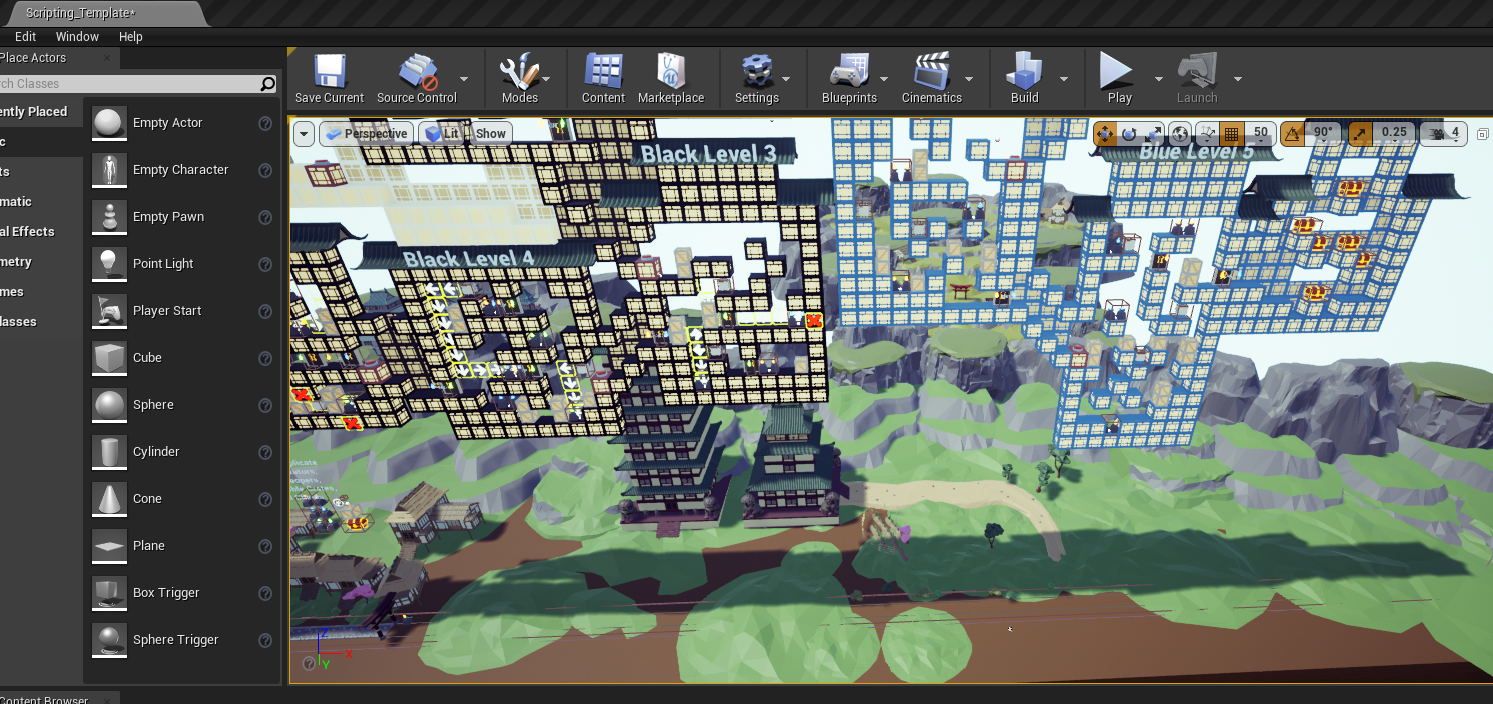 Scripting_Template*
Edit Window Help
Place Actors
rch Classes
ently Placed
c
ts
matic
al Effects
metry
mes
lasses
Empty Actor
Empty Character
Empty Pawn
Point Light
Player Start
Cube
Sphere
Cylinder
Cone
Plane
Box Trigger
Sphere Trigger
Save Current
Source Control
Modes
Content
Marketplace
Settings
Blueprints
Cinematics
Build
Play
Launch
Perspective
Lit
Show
50
90°
0.25
4
Black Level 3
Blue Level 5
Black Level 4
Z
X
Y
Content Browser